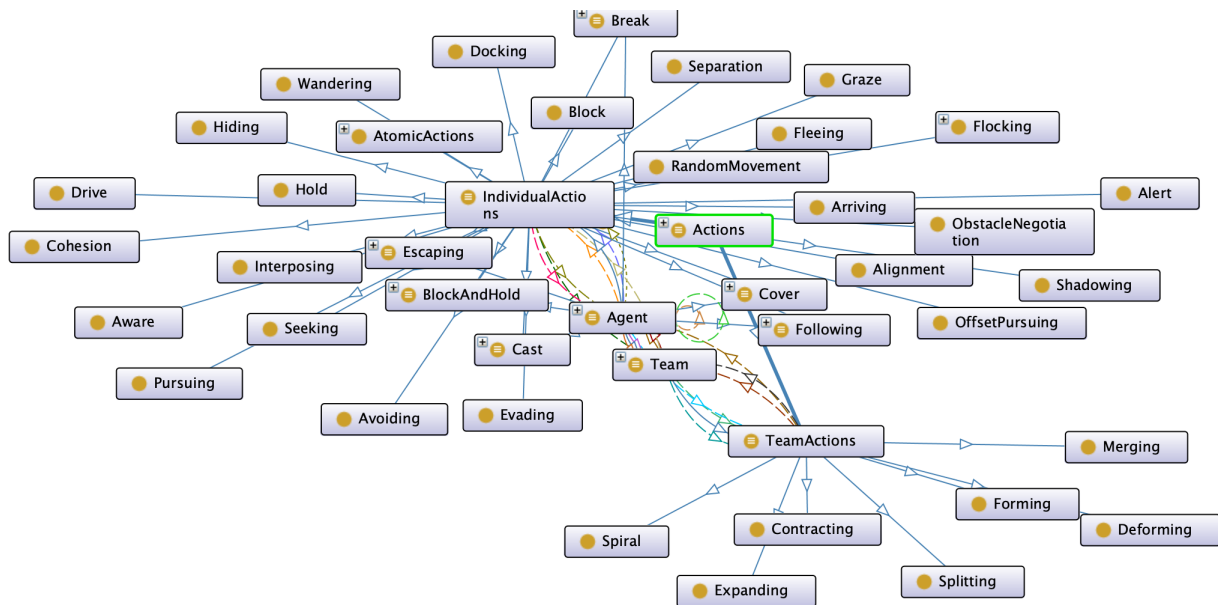 Break
Docking
Separation
Graze
Wandering
Block
Hiding
AtomicActions
Fleeing
Flocking
RandomMovement
Drive
Hold
IndividualActio
ns
Arriving
Alert
Actions
ObstacleNegotia
tion
Cohesion
Escaping
Interposing
Alignment
Shadowing
BlockAndHold
Cover
Aware
Seeking
Agent
Following
OffsetPursuing
Cast
Team
Pursuing
Avoiding
Evading
TeamActions
Merging
Forming
Spiral
Contracting
Deforming
Expanding
Splitting